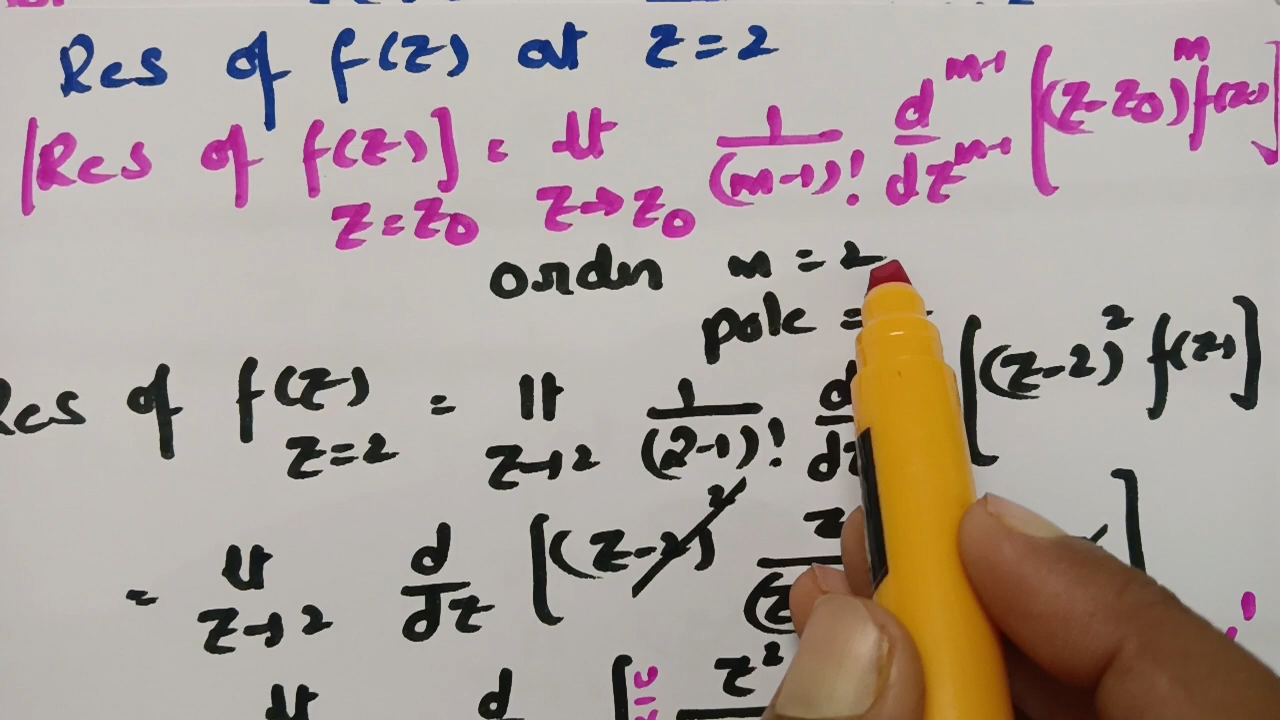 Res of f(z) at z=2
[Res of f(z)] z=z0 = lt z→z0 1/(m-1)! d^m-1/dz^m-1 [(z-z0)^m f(z)]
order m=2
pole =
Res of f(z) z=2 = lt z→2 1/(2-1)! d/dz [(z-2)^2 f(z)]
= lt z→2 d/dz [(z-2)^2 z / (z ]
lt d [ z^2